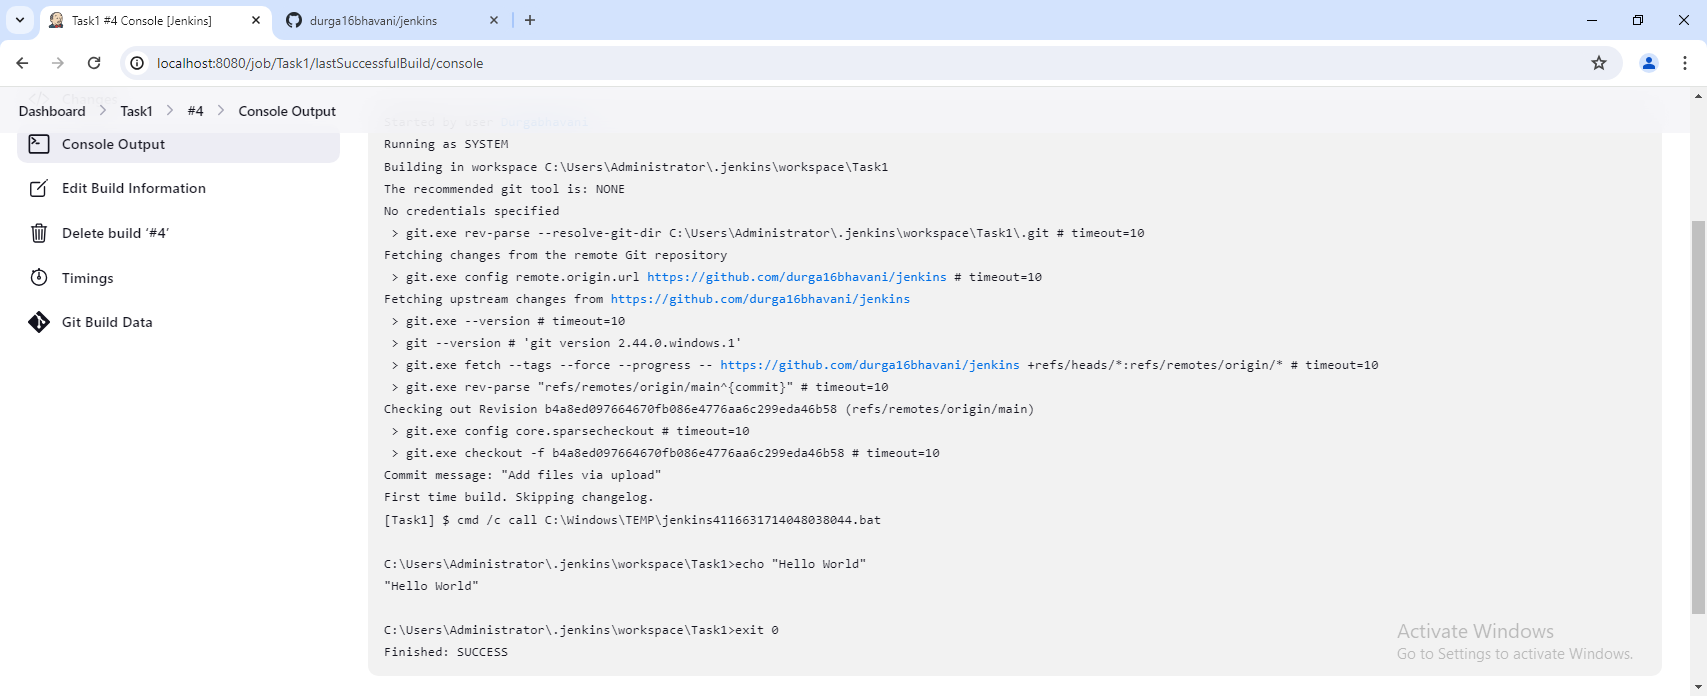 Task1 #4 Console [Jenkins]
durga16bhavani/jenkins
localhost:8080/job/Task1/lastSuccessfulBuild/console
Changes
Dashboard > Task1 > #4 > Console Output
Console Output
Edit Build Information
Delete build ‘#4’
Timings
Git Build Data
Started by user durgabhavani
Running as SYSTEM
Building in workspace C:\Users\Administrator\.jenkins\workspace\Task1
The recommended git tool is: NONE
No credentials specified
> git.exe rev-parse --resolve-git-dir C:\Users\Administrator\.jenkins\workspace\Task1\.git # timeout=10
Fetching changes from the remote Git repository
> git.exe config remote.origin.url https://github.com/durga16bhavani/jenkins # timeout=10
Fetching upstream changes from https://github.com/durga16bhavani/jenkins
> git.exe --version # timeout=10
> git --version # 'git version 2.44.0.windows.1'
> git.exe fetch --tags --force --progress -- https://github.com/durga16bhavani/jenkins +refs/heads/*:refs/remotes/origin/* # timeout=10
> git.exe rev-parse "refs/remotes/origin/main^{commit}" # timeout=10
Checking out Revision b4a8ed097664670fb086e4776aa6c299eda46b58 (refs/remotes/origin/main)
> git.exe config core.sparsecheckout # timeout=10
> git.exe checkout -f b4a8ed097664670fb086e4776aa6c299eda46b58 # timeout=10
Commit message: "Add files via upload"
First time build. Skipping changelog.
[Task1] $ cmd /c call C:\Windows\TEMP\jenkins4116631714048038044.bat
C:\Users\Administrator\.jenkins\workspace\Task1>echo "Hello World"
"Hello World"
C:\Users\Administrator\.jenkins\workspace\Task1>exit 0
Finished: SUCCESS
Activate Windows
Go to Settings to activate Windows.